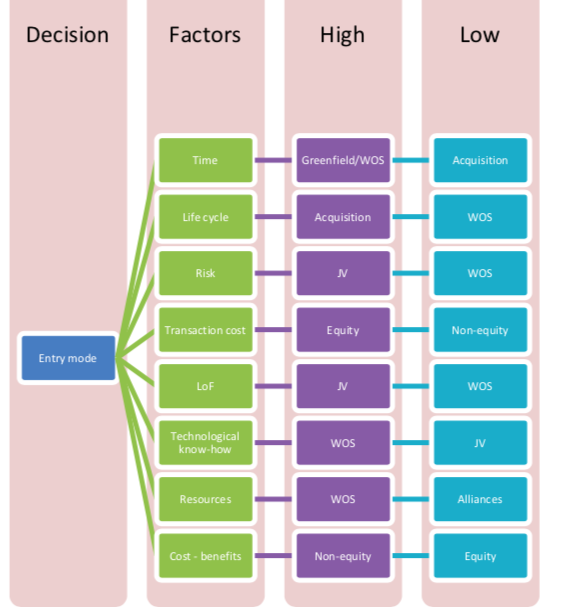 Decision Factors High Low
Time Greenfield/WOS Acquisition
Life cycle Acquisition WOS
Risk JV WOS
Transaction cost Equity Non-equity
Entry mode
LoF JV WOS
Technological
know-how WOS JV
Resources WOS Alliances
Cost - benefits Non-equity Equity